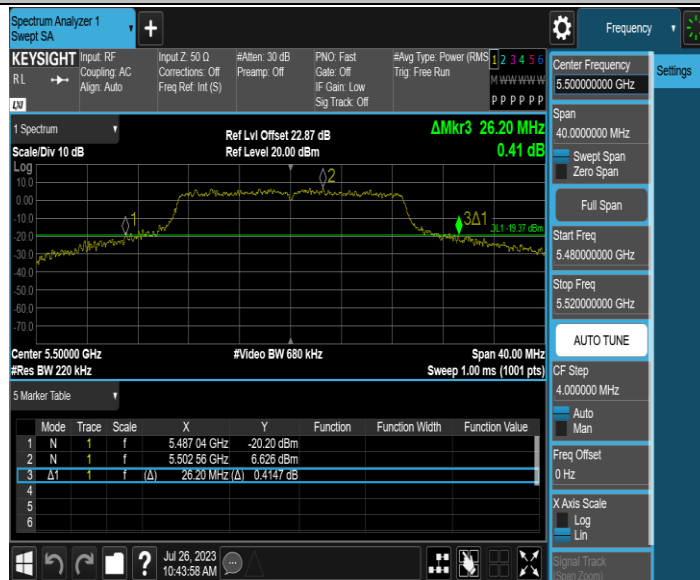 Spectrum Analyzer 1
Swept SA
+
Frequency
KEYSIGHT
Input: RF
Coupling: AC
Align: Auto
Input Z: 50 Ω
Corrections: Off
Freq Ref: Int (S)
#Atten: 30 dB
Preamp: Off
PNO: Fast
Gate: Off
IF Gain: Low
Sig Track: Off
#Avg Type: Power (RMS
Trig: Free Run
1 2 3 4 5 6
M W W W W W
P P P P P P
R L
LXI
Center Frequency
5.500000000 GHz
Settings
Span
40.0000000 MHz
Swept Span
Zero Span
Full Span
Start Freq
5.480000000 GHz
Stop Freq
5.520000000 GHz
AUTO TUNE
CF Step
4.000000 MHz
Auto
Man
Freq Offset
0 Hz
X Axis Scale
Log
Lin
Signal Track
(Span Zoom)
1 Spectrum
Scale/Div 10 dB
Ref Lvl Offset 22.87 dB
Ref Level 20.00 dBm
ΔMkr3 26.20 MHz
0.41 dB
Log
10.0
0.00
-10.0
-20.0
-30.0
-40.0
-50.0
-60.0
-70.0
1
2
3Δ1
DL1 -19.37 dBm
Center 5.50000 GHz
#Video BW 680 kHz
Span 40.00 MHz
#Res BW 220 kHz
Sweep 1.00 ms (1001 pts)
5 Marker Table
Mode Trace Scale X Y Function Function Width Function Value
1 N 1 f 5.487 04 GHz -20.20 dBm
2 N 1 f 5.502 56 GHz 6.626 dBm
3 Δ1 1 f (Δ) 26.20 MHz (Δ) 0.4147 dB
4
5
6
?
Jul 26, 2023
10:43:58 AM